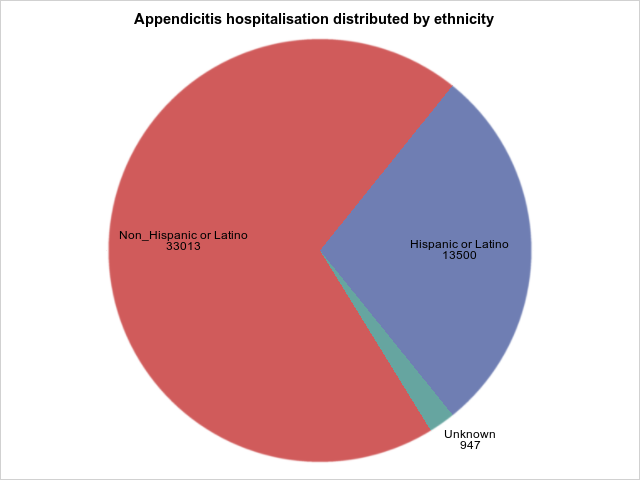 Appendicitis hospitalisation distributed by ethnicity
Non_Hispanic or Latino
33013
Hispanic or Latino
13500
Unknown
947